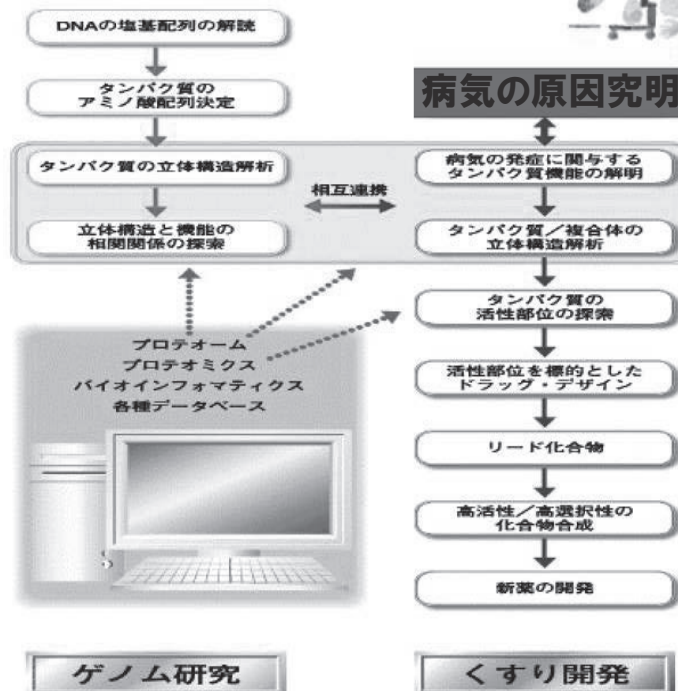 DNAの塩基配列の解読
タンパク質の
アミノ酸配列決定
タンパク質の立体構造解析
立体構造と機能の
相関関係の探索
相互連携
病気の原因究明
病気の発症に関与する
タンパク質機能の解明
タンパク質/複合体の
立体構造解析
タンパク質の
活性部位の探索
活性部位を標的とした
ドラッグ・デザイン
リード化合物
高活性/高選択性の
化合物合成
新薬の開発
プロテオーム
プロテオミクス
バイオインフォマティクス
各種データベース
ゲノム研究
くすり開発